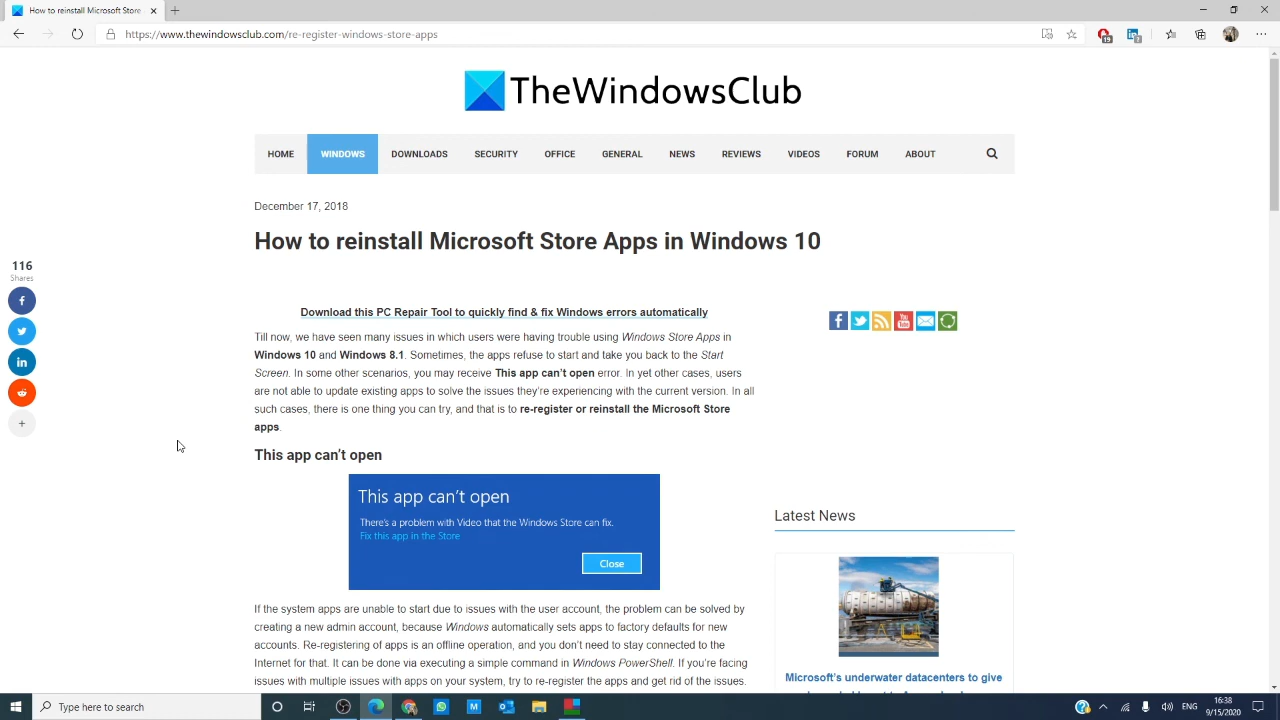 How to reinstall Microsoft Store
https://www.thewindowsclub.com/re-register-windows-store-apps
19
7
TheWindowsClub
HOME WINDOWS DOWNLOADS SECURITY OFFICE GENERAL NEWS REVIEWS VIDEOS FORUM ABOUT
December 17, 2018
How to reinstall Microsoft Store Apps in Windows 10
116
Shares
Download this PC Repair Tool to quickly find & fix Windows errors automatically
Till now, we have seen many issues in which users were having trouble using Windows Store Apps in
Windows 10 and Windows 8.1. Sometimes, the apps refuse to start and take you back to the Start
Screen. In some other scenarios, you may receive This app can't open error. In yet other cases, users
are not able to update existing apps to solve the issues they're experiencing with the current version. In all
such cases, there is one thing you can try, and that is to re-register or reinstall the Microsoft Store
apps.
This app can't open
This app can't open
There's a problem with Video that the Windows Store can fix.
Fix this app in the Store
Close
If the system apps are unable to start due to issues with the user account, the problem can be solved by
creating a new admin account, because Windows automatically sets apps to factory defaults for new
accounts. Re-registering of apps is an offline operation, and you don't need to stay connected to the
Internet for that. It can be done via executing a simple command in Windows PowerShell. If you're facing
issues with multiple issues with apps on your system, try to re-register the apps and get rid of the issues.
Latest News
Microsoft's underwater datacenters to give
Type here to search
ENG
16:38
9/15/2020